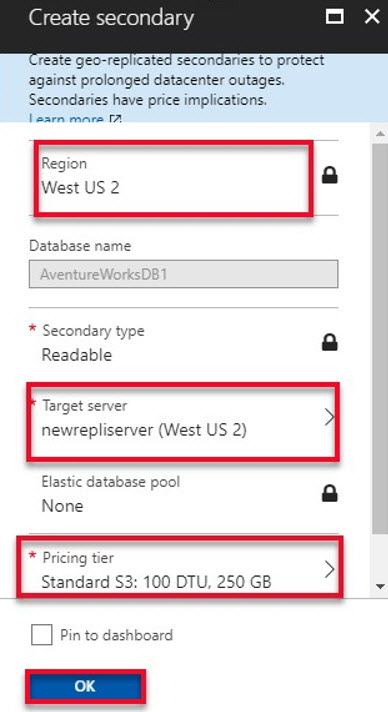 Create secondary
Create geo-replicated secondaries to protect
against prolonged datacenter outages.
Secondaries have price implications.
Learn more
Region
West US 2
Database name
AventureWorksDB1
* Secondary type
Readable
* Target server
newrepliserver (West US 2)
Elastic database pool
None
* Pricing tier
Standard S3: 100 DTU, 250 GB
Pin to dashboard
OK